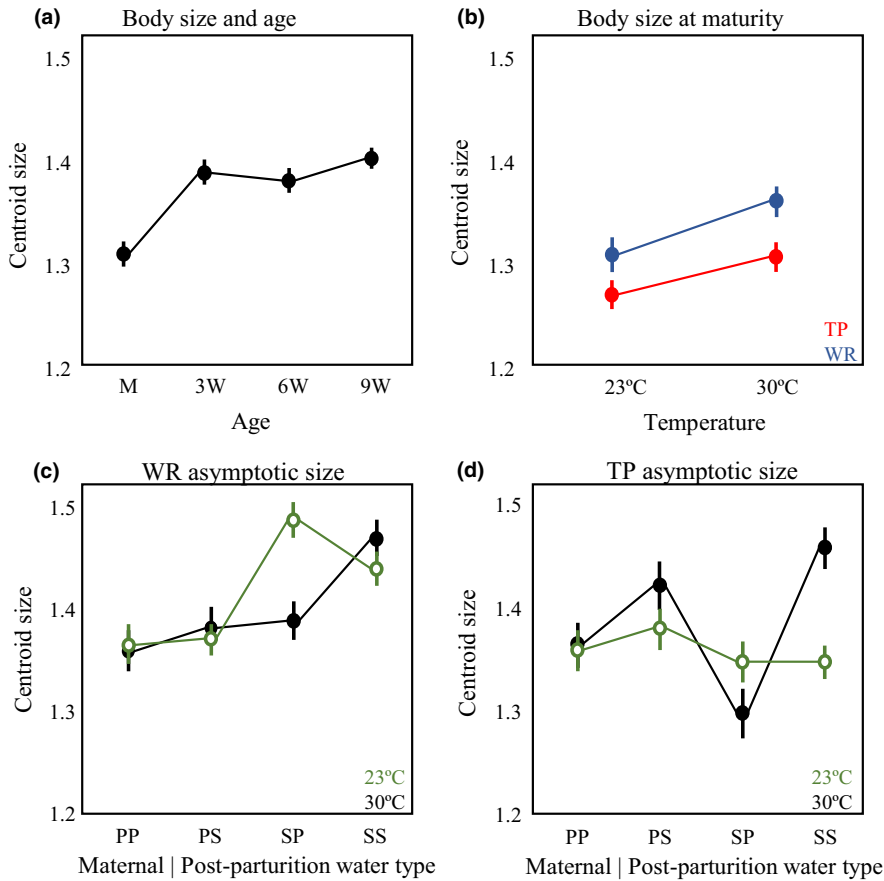 (a) Body size and age
1.5
1.4
1.3
1.2
Centroid size
M 3W 6W 9W
Age
(b) Body size at maturity
1.5
1.4
1.3
1.2
Centroid size
TP
WR
23ºC 30ºC
Temperature
(c) WR asymptotic size
1.5
1.4
1.3
1.2
Centroid size
23ºC
30ºC
PP PS SP SS
Maternal | Post-parturition water type
(d) TP asymptotic size
1.5
1.4
1.3
1.2
Centroid size
23ºC
30ºC
PP PS SP SS
Maternal | Post-parturition water type